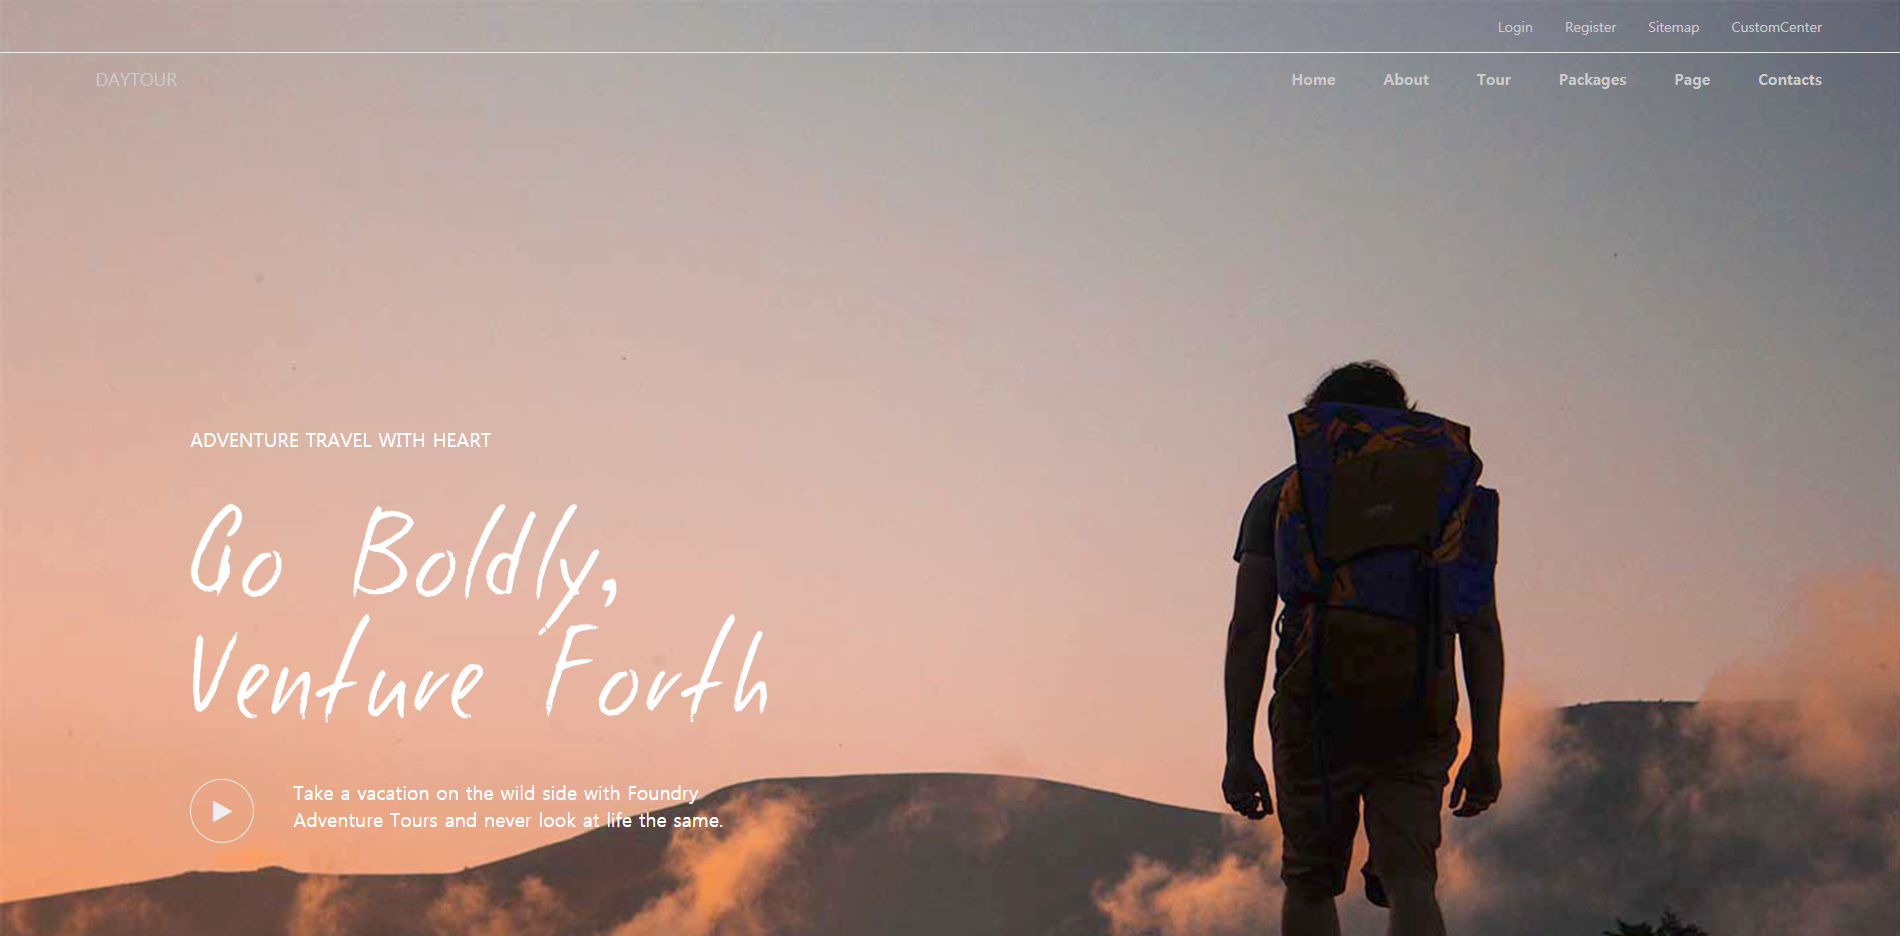 Login Register Sitemap CustomCenter
DAYTOUR Home About Tour Packages Page Contacts
ADVENTURE TRAVEL WITH HEART
Go Boldly,
Venture Forth
Take a vacation on the wild side with Foundry
Adventure Tours and never look at life the same.